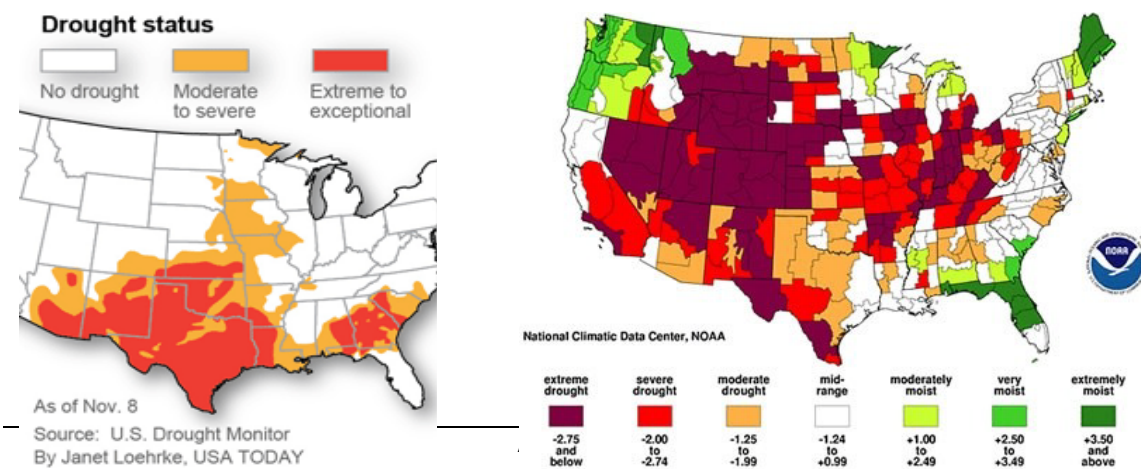 Drought status
No drought
Moderate
to severe
Extreme to
exceptional
As of Nov. 8
Source: U.S. Drought Monitor
By Janet Loehrke, USA TODAY
NOAA
National Climatic Data Center, NOAA
extreme drought
severe drought
moderate drought
mid-range
moderately moist
very moist
extremely moist
-2.75 and below
-2.00 to -2.74
-1.25 to -1.99
-1.24 to +0.99
+1.00 to +2.49
+2.50 to +3.49
+3.50 and above